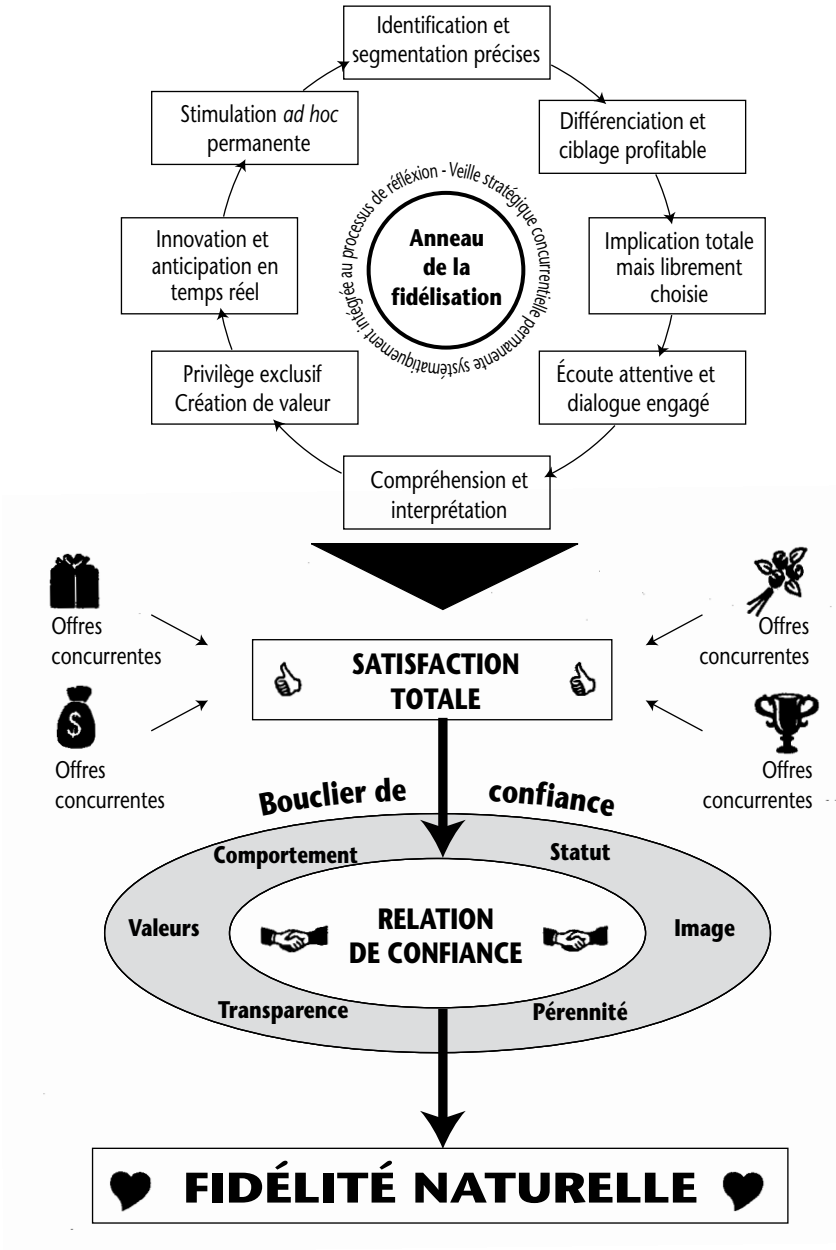 Identification et
segmentation précises
Différenciation et
ciblage profitable
Implication totale
mais librement
choisie
Écoute attentive et
dialogue engagé
Compréhension et
interprétation
Privilège exclusif
Création de valeur
Innovation et
anticipation en
temps réel
Stimulation ad hoc
permanente
Veille stratégique concurrentielle permanente systématiquement intégrée au processus de réfléxion -
Anneau
de la
fidélisation
Offres
concurrentes
Offres
concurrentes
SATISFACTION
TOTALE
$
Offres
concurrentes
Offres
concurrentes
Bouclier de confiance
Comportement
Statut
Valeurs
RELATION
DE CONFIANCE
Image
Transparence
Pérennité
FIDÉLITÉ NATURELLE